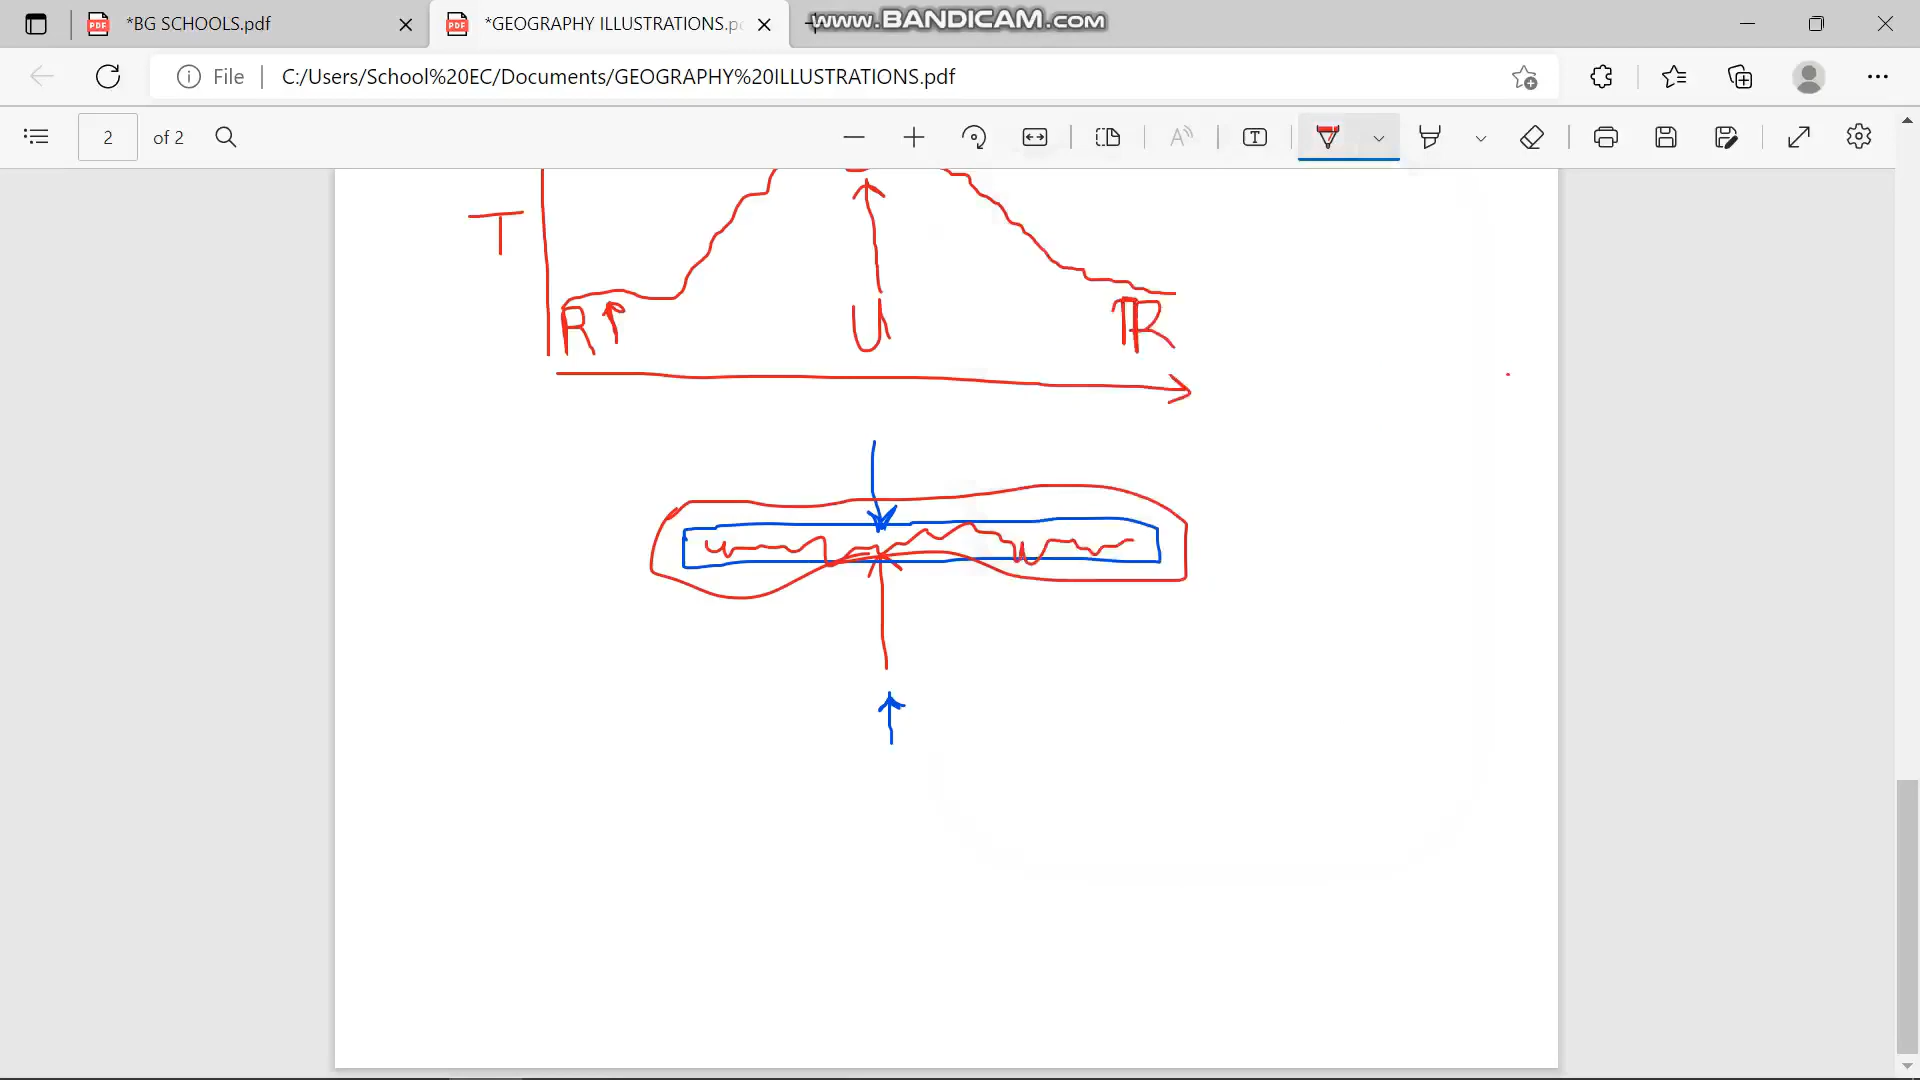 *BG SCHOOLS.pdf
*GEOGRAPHY ILLUSTRATIONS.p
www.BANDICAM.com
File
C:/Users/School%20EC/Documents/GEOGRAPHY%20ILLUSTRATIONS.pdf
2 of 2
T
R
U
R